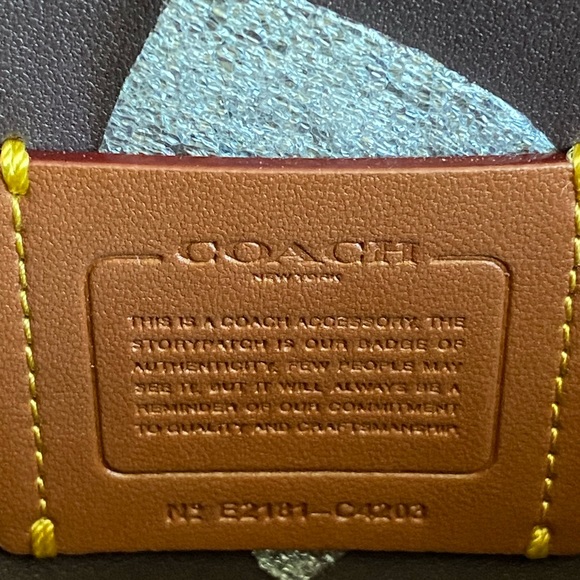 COACH
NEW YORK
THIS IS A COACH ACCESSORY. THE
STORYPATCH IS OUR BADGE OF
AUTHENTICITY. FEW PEOPLE MAY
SEE IT, BUT IT WILL ALWAYS BE A
REMINDER OF OUR COMMITMENT
TO QUALITY AND CRAFTSMANSHIP.
Nº E2181-C4203